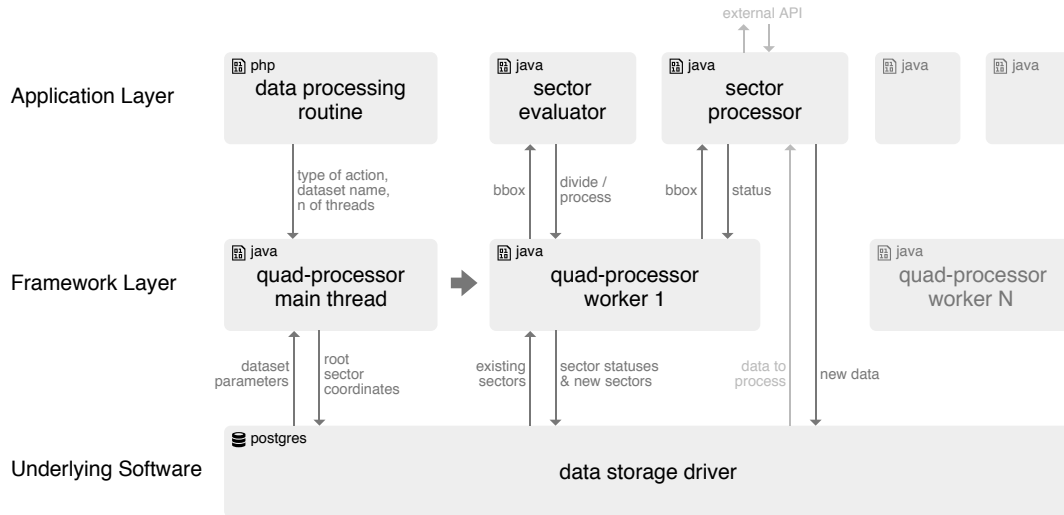 external API
php
data processing
routine
java
sector
evaluator
java
sector
processor
java
java
Application Layer
type of action,
dataset name,
n of threads
bbox
divide /
process
bbox
status
java
quad-processor
main thread
java
quad-processor
worker 1
java
quad-processor
worker N
Framework Layer
dataset
parameters
root
sector
coordinates
existing
sectors
sector statuses
& new sectors
data to
process
new data
postgres
data storage driver
Underlying Software